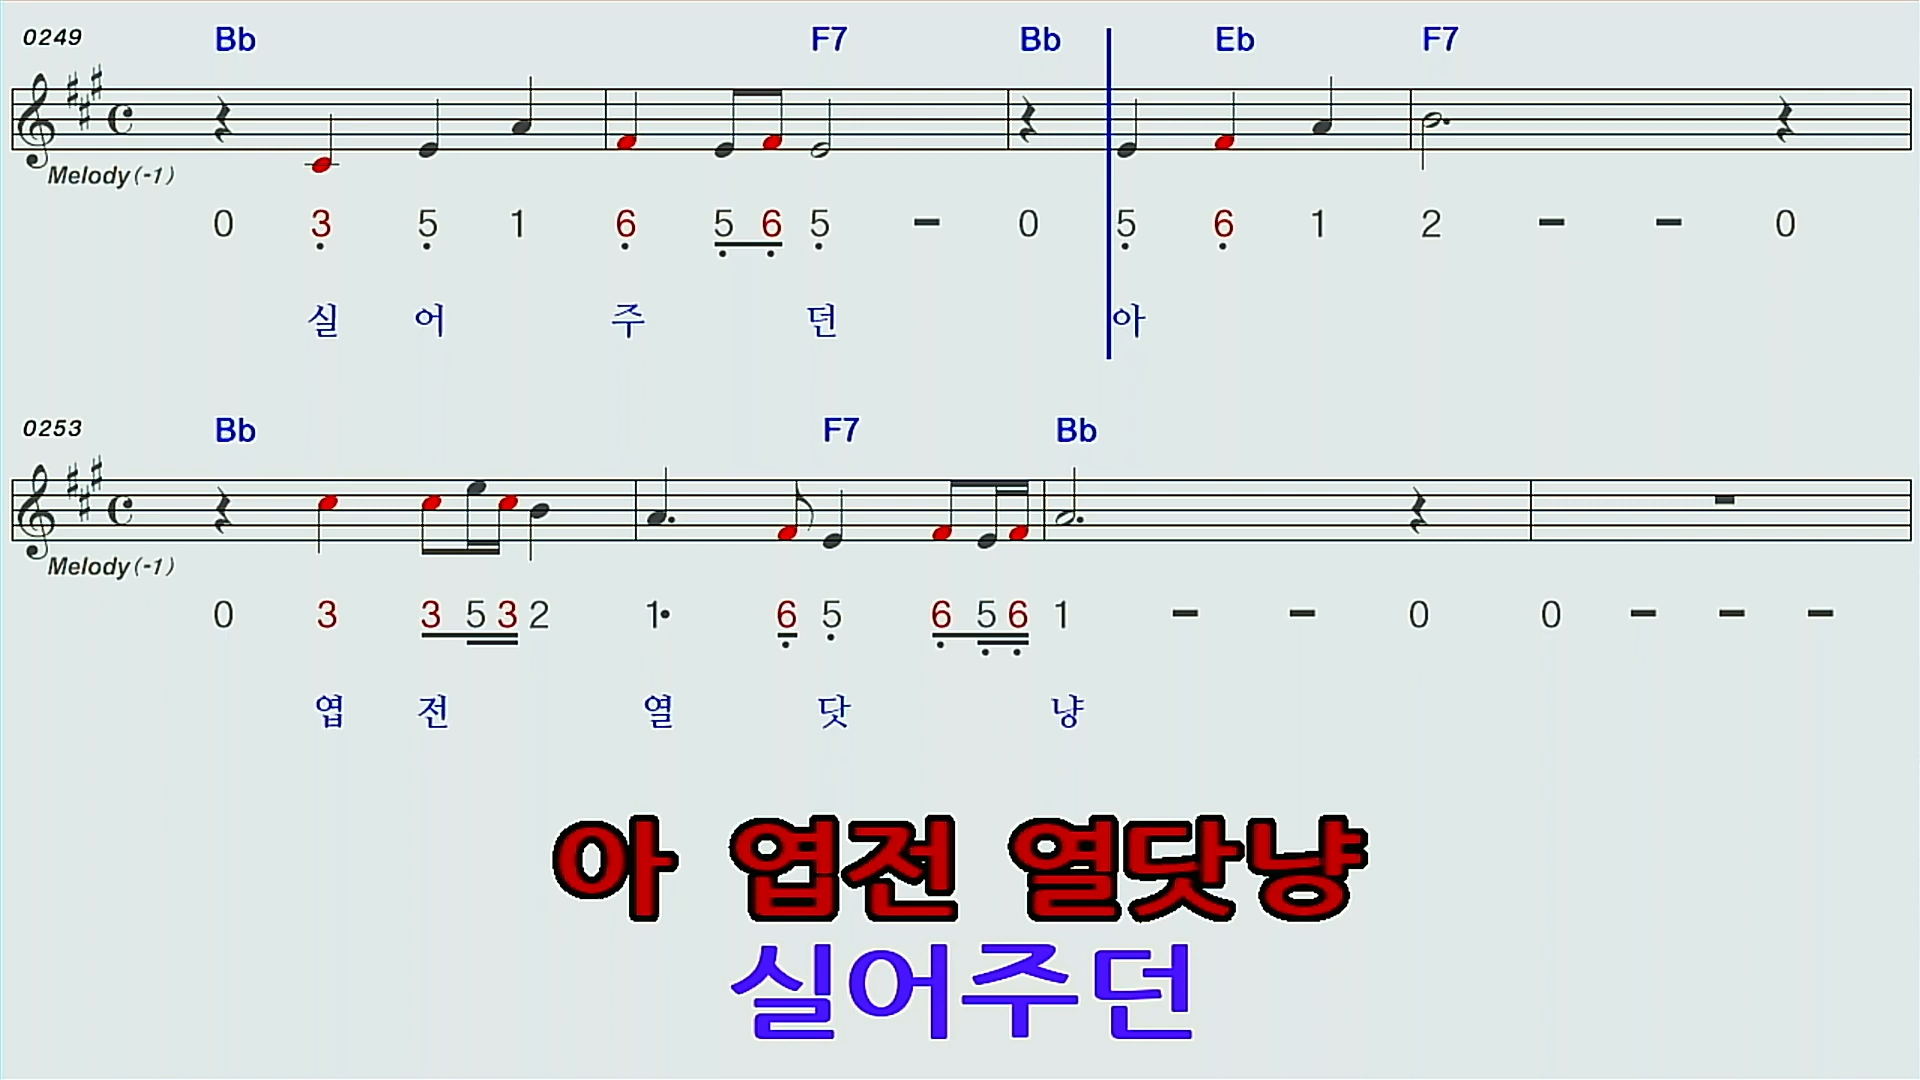 0249 Bb F7 Bb Eb F7
Melody(-1)
0 3 5 1 6 5 6 5 - 0 5 6 1 2 - - 0
실 어 주 던 아
0253 Bb F7 Bb
Melody(-1)
0 3 3 5 3 2 1• 6 5 6 5 6 1 - - 0 0 - - -
엽 전 열 닷 냥
아 엽전 열닷냥
실어주던